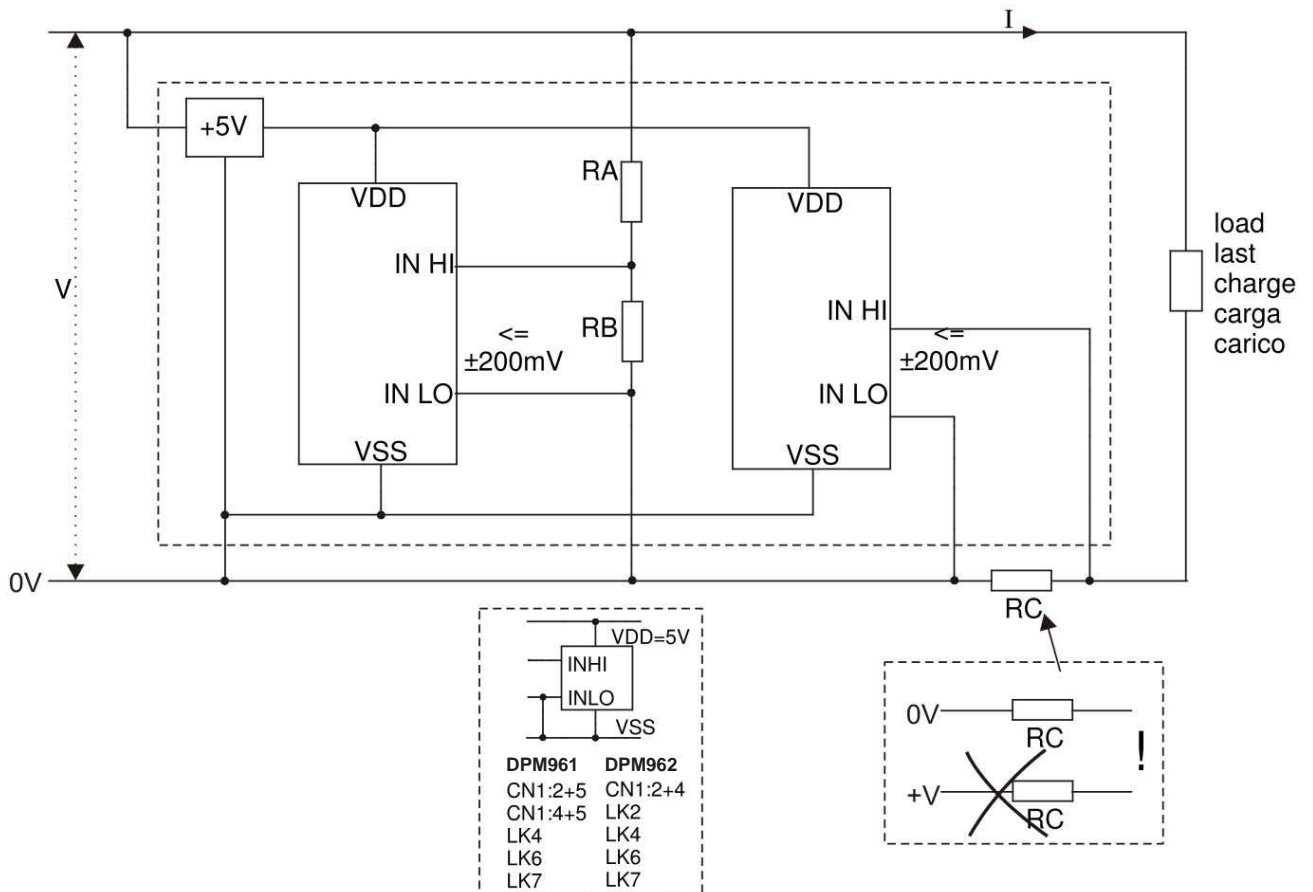 I
+5V
RA
VDD
VDD
load
last
charge
carga
carico
IN HI
V
IN HI
RB
<=
±200mV
<=
±200mV
IN LO
IN LO
VSS
VSS
0V
RC
VDD=5V
INHI
INLO
VSS
DPM961 DPM962
CN1:2+5 CN1:2+4
CN1:4+5 LK2
LK4 LK4
LK6 LK6
LK7 LK7
0V
RC
!
+V
RC